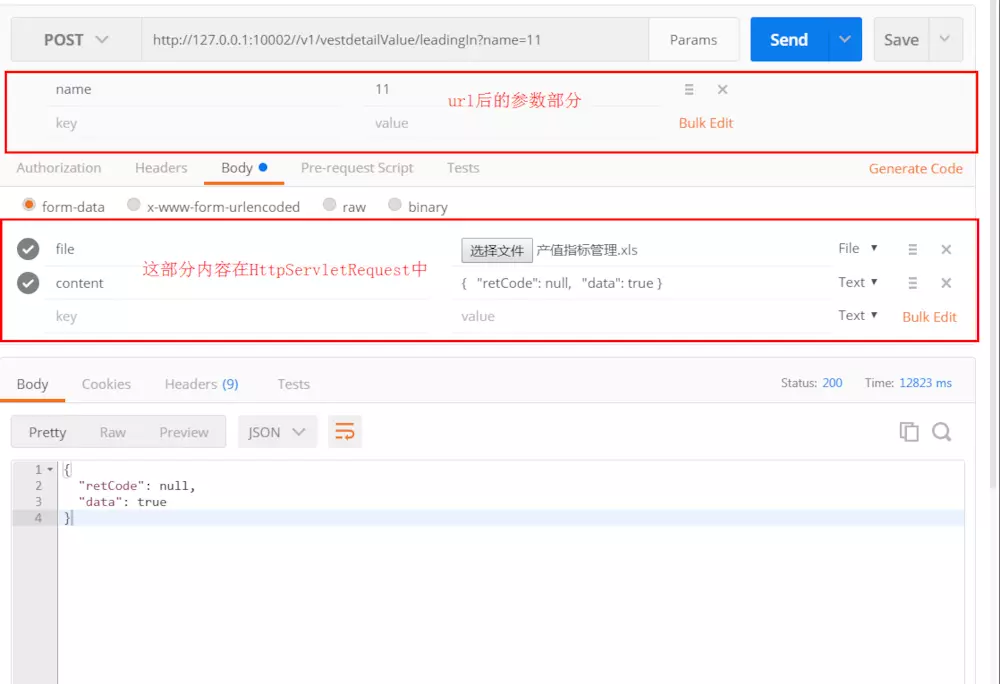 POST http://127.0.0.1:10002//v1/vestdetailValue/leadingIn?name=11 Params Send Save
name 11
url后的参数部分
key value Bulk Edit
Authorization Headers Body Pre-request Script Tests Generate Code
form-data x-www-form-urlencoded raw binary
file 选择文件 产值指标管理.xls File
这部分内容在HttpServletRequest中
content { "retCode": null, "data": true } Text
key value Text Bulk Edit
Body Cookies Headers (9) Tests Status: 200 Time: 12823 ms
Pretty Raw Preview JSON
1 {
2 "retCode": null,
3 "data": true
4 }